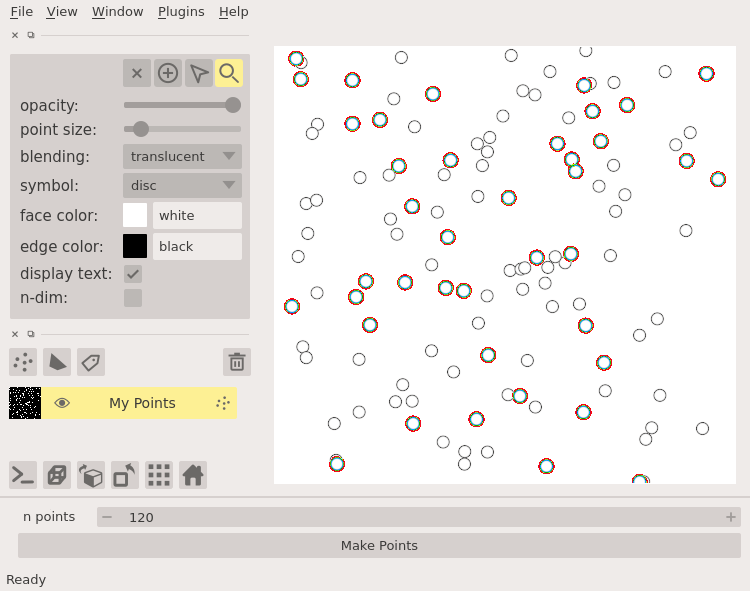 File View Window Plugins Help
opacity:
point size:
blending: translucent
symbol: disc
face color: white
edge color: black
display text:
n-dim:
My Points
n points 120
Make Points
Ready